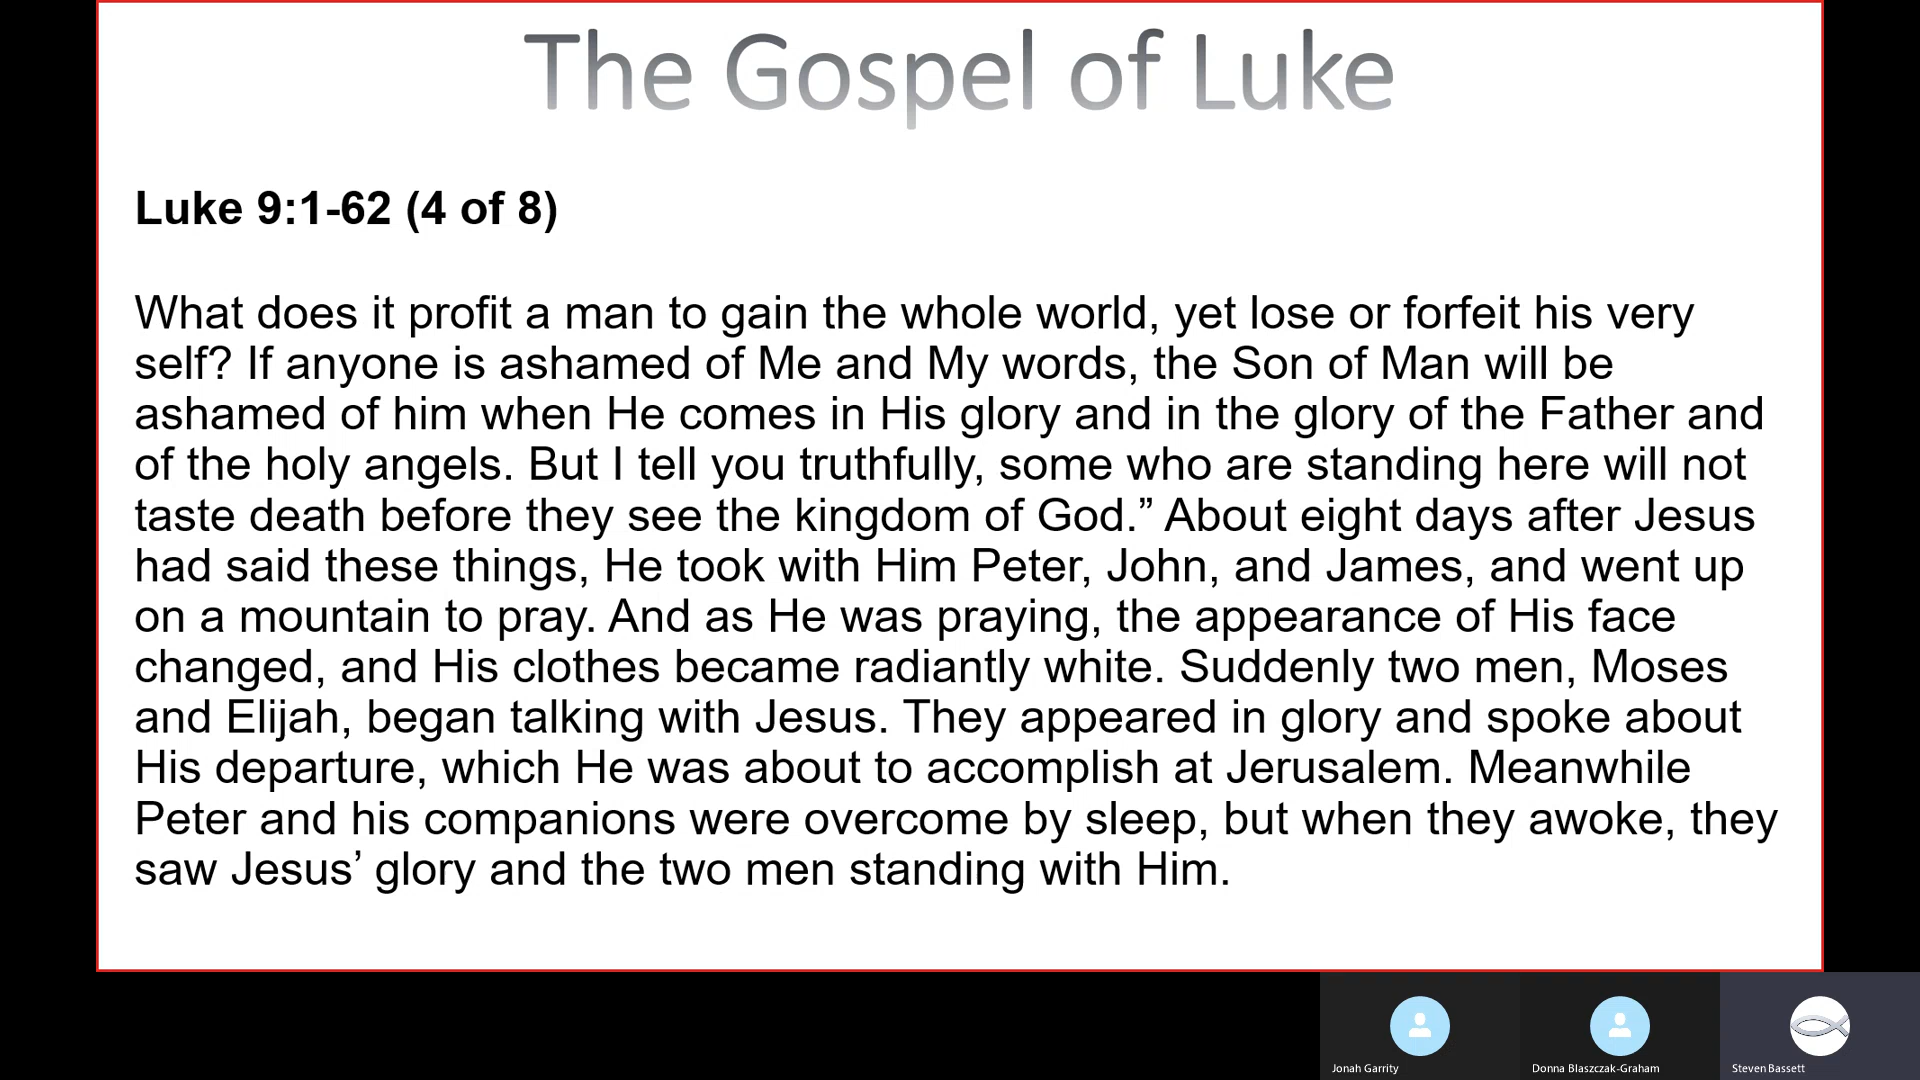 The Gospel of Luke
Luke 9:1-62 (4 of 8)
What does it profit a man to gain the whole world, yet lose or forfeit his very
self? If anyone is ashamed of Me and My words, the Son of Man will be
ashamed of him when He comes in His glory and in the glory of the Father and
of the holy angels. But I tell you truthfully, some who are standing here will not
taste death before they see the kingdom of God.” About eight days after Jesus
had said these things, He took with Him Peter, John, and James, and went up
on a mountain to pray. And as He was praying, the appearance of His face
changed, and His clothes became radiantly white. Suddenly two men, Moses
and Elijah, began talking with Jesus. They appeared in glory and spoke about
His departure, which He was about to accomplish at Jerusalem. Meanwhile
Peter and his companions were overcome by sleep, but when they awoke, they
saw Jesus’ glory and the two men standing with Him.
Jonah Garrity
Donna Blaszczak-Graham
Steven Bassett